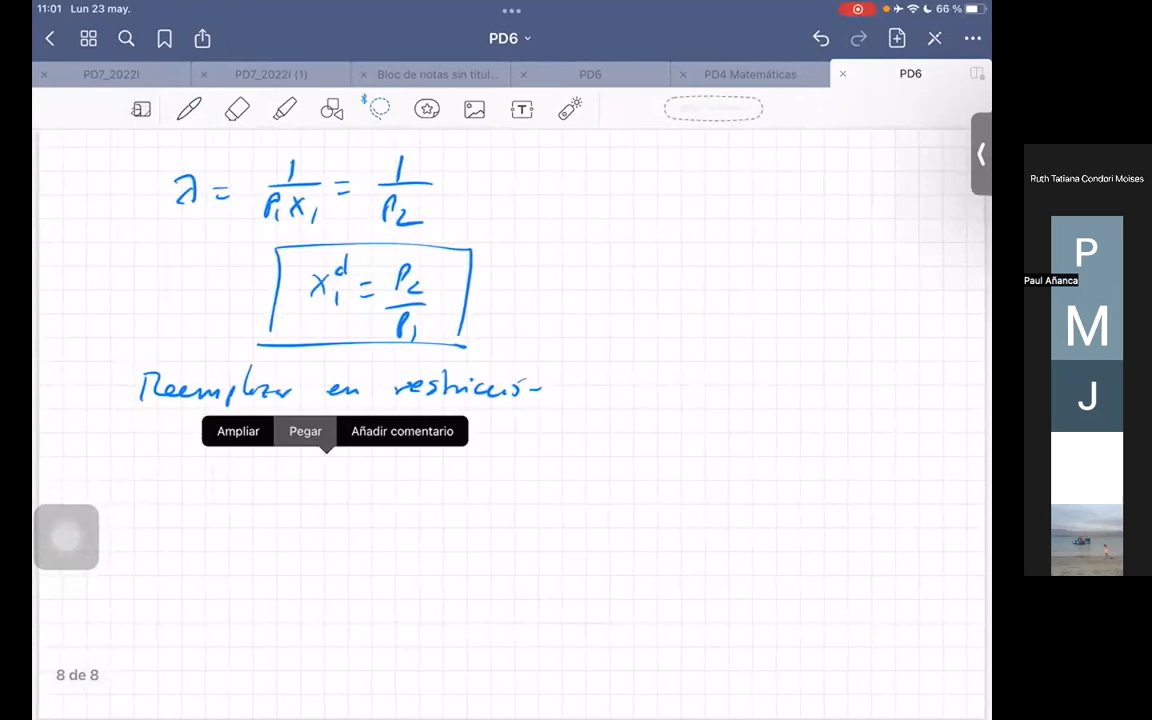 11:01 Lun 23 may.
66 %
PD6
PD7_2022I
PD7_2022I (1)
Bloc de notas sin titul...
PD6
PD4 Matemáticas
PD6
λ = 1/(P₁X₁) = 1/P₂
X₁ᵈ = P₂/P₁
Reemplazar en restricción
Ampliar
Pegar
Añadir comentario
8 de 8
Ruth Tatiana Condori Moises
P
Paul Añanca
M
J